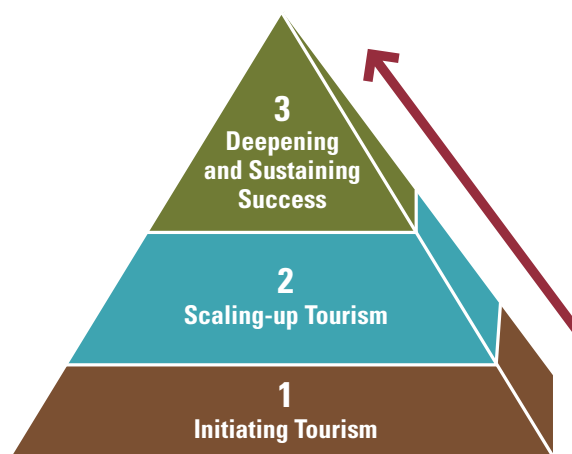 3
Deepening
and Sustaining
Success
2
Scaling-up Tourism
1
Initiating Tourism